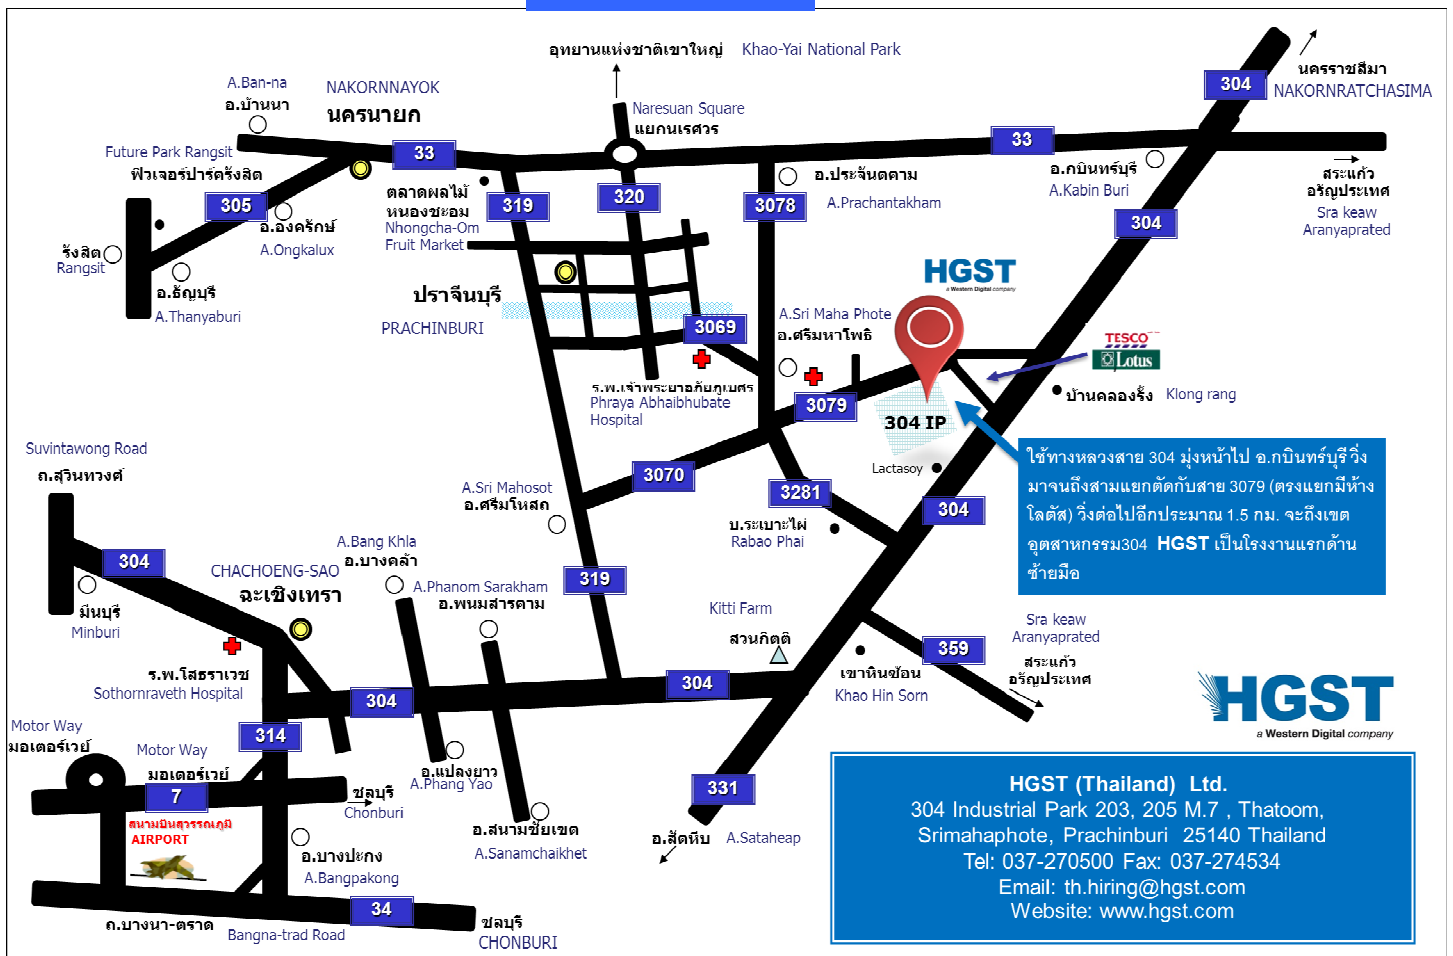 อุทยานแห่งชาติเขาใหญ่ Khao-Yai National Park
304
นครราชสีมา
NAKORNRATCHASIMA
A.Ban-na
อ.บ้านนา
NAKORNNAYOK
นครนายก
Naresuan Square
แยกนเรศวร
33
33
Future Park Rangsit
ฟิวเจอร์ปาร์ครังสิต
305
อ.องครักษ์
A.Ongkalux
รังสิต
Rangsit
อ.ธัญบุรี
A.Thanyaburi
ตลาดผลไม้
หนองชะอม
Nhongcha-Om
Fruit Market
319
320
3078
อ.ประจันตคาม
A.Prachantakham
อ.กบินทร์บุรี
A.Kabin Buri
สระแก้ว
อรัญประเทศ
Sra keaw
Aranyaprated
304
HGST
a Western Digital company
ปราจีนบุรี
PRACHINBURI
3069
A.Sri Maha Phote
อ.ศรีมหาโพธิ
TESCO
Lotus
ร.พ.เจ้าพระยาอภัยภูเบศร
Phraya Abhaibhubate
Hospital
3079
304 IP
บ้านคลองรั้ง Klong rang
Lactasoy
3070
3281
304
บ.ระเบาะไผ่
Rabao Phai
A.Sri Mahosot
อ.ศรีมโหสถ
319
ใช้ทางหลวงสาย 304 มุ่งหน้าไป อ.กบินทร์บุรี วิ่ง
มาจนถึงสามแยกตัดกับสาย 3079 (ตรงแยกมีห้าง
โลตัส) วิ่งต่อไปอีกประมาณ 1.5 กม. จะถึงเขต
อุตสาหกรรม304 HGST เป็นโรงงานแรกด้าน
ซ้ายมือ
Suvintawong Road
ถ.สุวินทวงศ์
304
มีนบุรี
Minburi
CHACHOENG-SAO
ฉะเชิงเทรา
A.Bang Khla
อ.บางคล้า
A.Phanom Sarakham
อ.พนมสารคาม
ร.พ.โสธราเวช
Sothornraveth Hospital
Kitti Farm
สวนกิตติ
304
304
เขาหินซ้อน
Khao Hin Sorn
359
Sra keaw
Aranyaprated
สระแก้ว
อรัญประเทศ
HGST
a Western Digital company
Motor Way
มอเตอร์เวย์
Motor Way
มอเตอร์เวย์
314
7
ชลบุรี
Chonburi
อ.แปลงยาว
A.Phang Yao
331
อ.สัตหีบ A.Sataheap
อ.สนามชัยเขต
A.Sanamchaikhet
สนามบินสุวรรณภูมิ
AIRPORT
อ.บางปะกง
A.Bangpakong
34
ถ.บางนา-ตราด
Bangna-trad Road
ชลบุรี
CHONBURI
HGST (Thailand) Ltd.
304 Industrial Park 203, 205 M.7 , Thatoom,
Srimahaphote, Prachinburi 25140 Thailand
Tel: 037-270500 Fax: 037-274534
Email: th.hiring@hgst.com
Website: www.hgst.com